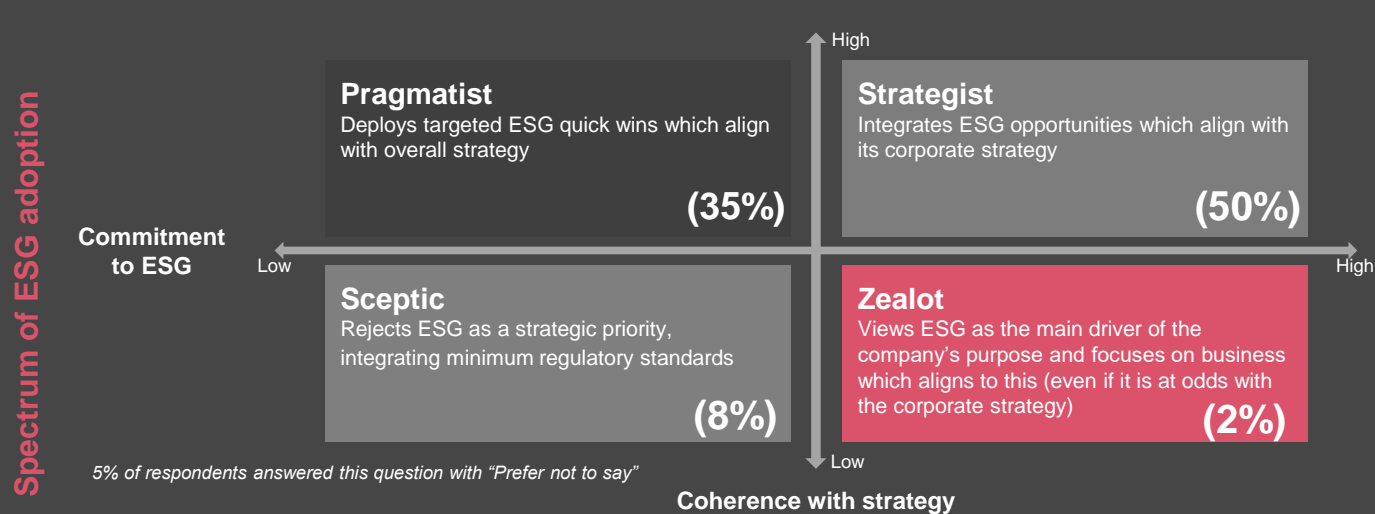 Spectrum of ESG adoption
High
Pragmatist
Deploys targeted ESG quick wins which align
with overall strategy
(35%)
Strategist
Integrates ESG opportunities which align with
its corporate strategy
(50%)
Commitment
to ESG
Low
High
Sceptic
Rejects ESG as a strategic priority,
integrating minimum regulatory standards
(8%)
Zealot
Views ESG as the main driver of the
company’s purpose and focuses on business
which aligns to this (even if it is at odds with
the corporate strategy)
(2%)
Low
5% of respondents answered this question with “Prefer not to say”
Coherence with strategy